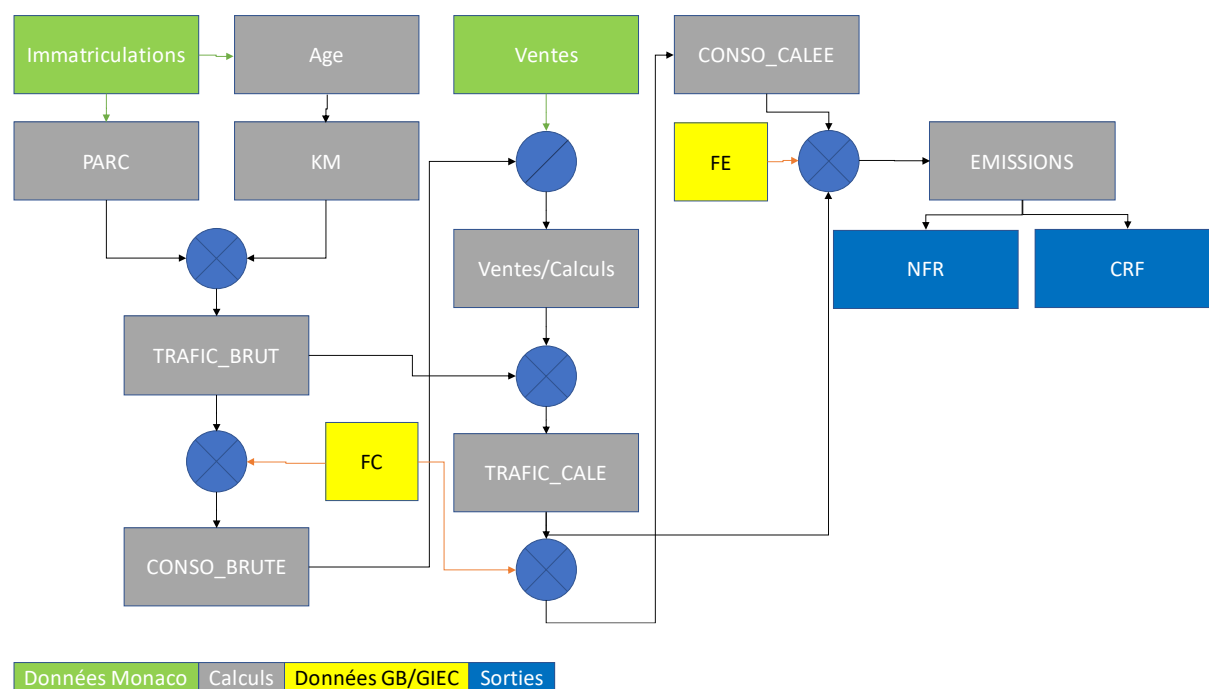 Immatriculations
Age
Ventes
CONSO_CALEE
PARC
KM
FE
EMISSIONS
Ventes/Calculs
NFR
CRF
TRAFIC_BRUT
FC
TRAFIC_CALE
CONSO_BRUTE
Données Monaco
Calculs
Données GB/GIEC
Sorties